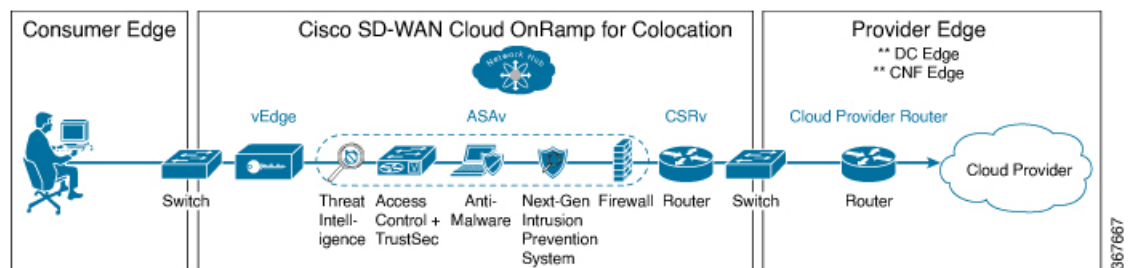 Consumer Edge
Cisco SD-WAN Cloud OnRamp for Colocation
Provider Edge
** DC Edge
** CNF Edge
Network Hub
vEdge
ASAv
CSRv
Cloud Provider Router
Cloud Provider
Switch
Threat
Intell-
igence
Access
Control +
TrustSec
Anti-
Malware
Next-Gen
Intrusion
Prevention
System
Firewall
Router
Switch
Router
367667